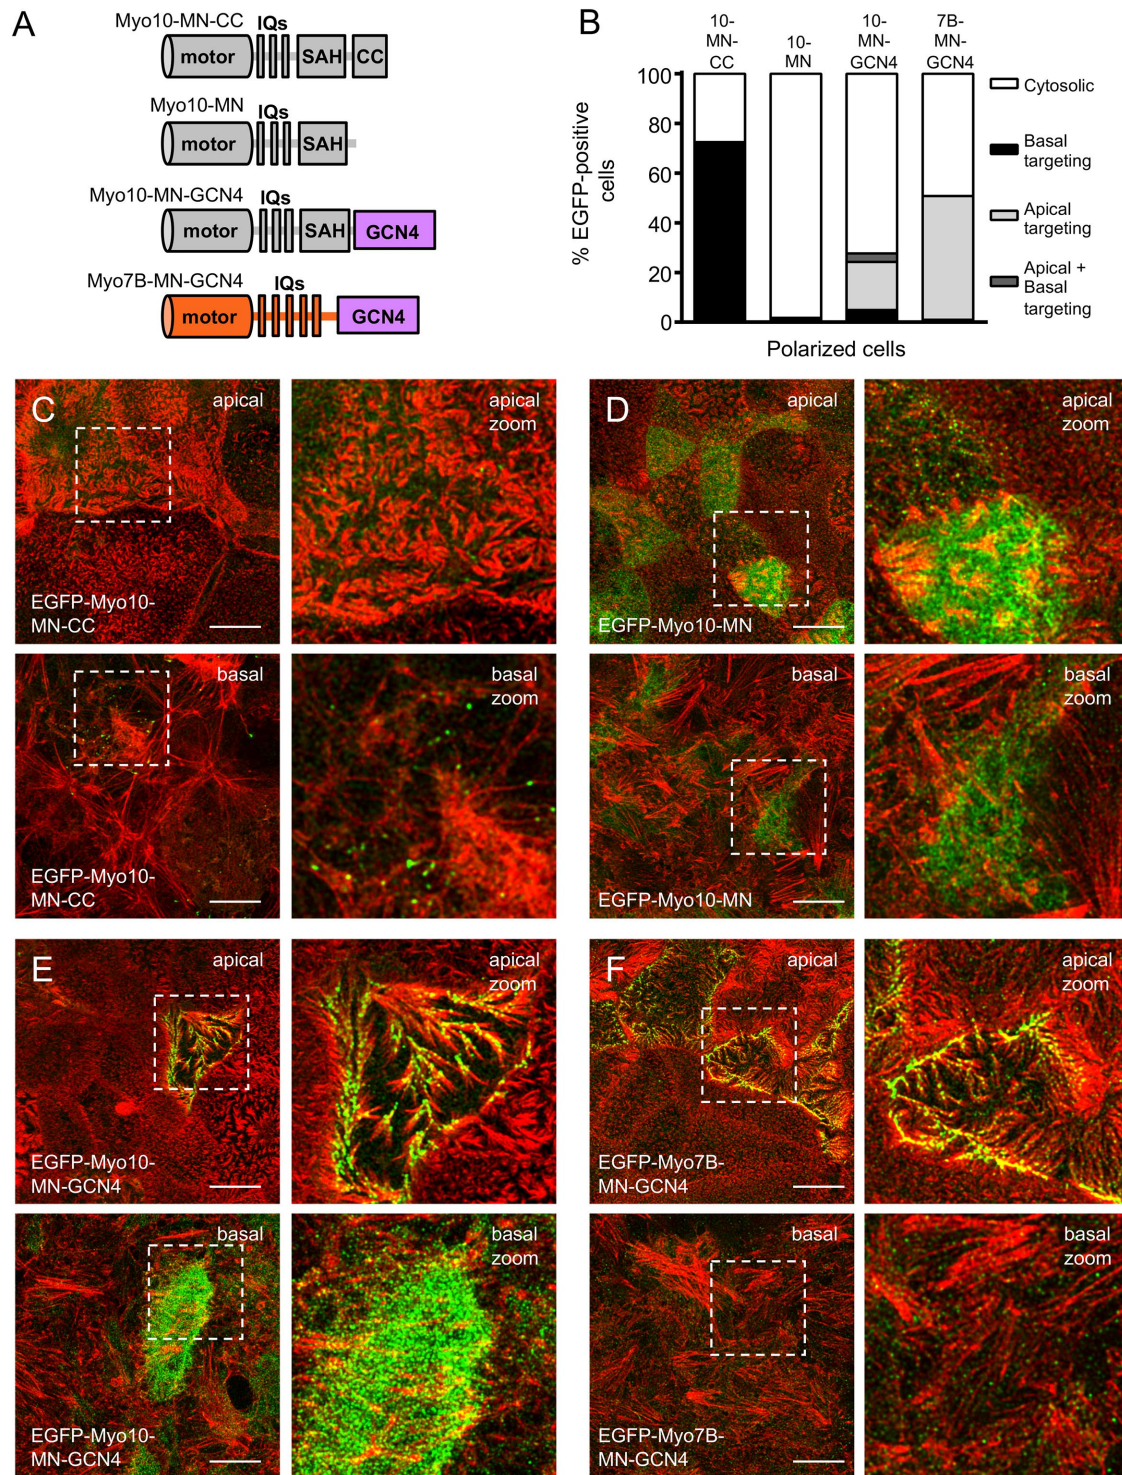 A
Myo10-MN-CC
IQs
motor
SAH
CC
Myo10-MN
IQs
motor
SAH
Myo10-MN-GCN4
IQs
motor
SAH
GCN4
Myo7B-MN-GCN4
IQs
motor
GCN4
B
10-
MN-
CC
10-
MN
10-
MN-
GCN4
7B-
MN-
GCN4
% EGFP-positive
cells
100
80
60
40
20
0
Polarized cells
Cytosolic
Basal
targeting
Apical
targeting
Apical +
Basal
targeting
C
apical
EGFP-Myo10-
MN-CC
apical
zoom
basal
EGFP-Myo10-
MN-CC
basal
zoom
D
apical
EGFP-Myo10-MN
apical
zoom
basal
EGFP-Myo10-MN
basal
zoom
E
apical
EGFP-Myo10-
MN-GCN4
apical
zoom
basal
EGFP-Myo10-
MN-GCN4
basal
zoom
F
apical
EGFP-Myo7B-
MN-GCN4
apical
zoom
basal
EGFP-Myo7B-
MN-GCN4
basal
zoom